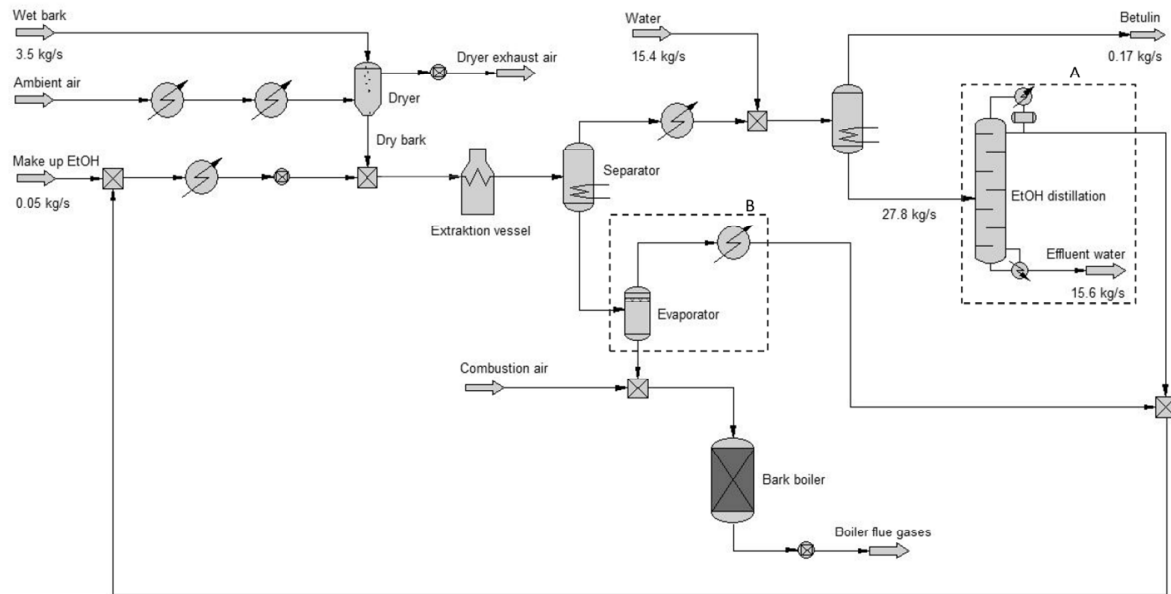 Wet bark
3.5 kg/s
Ambient air
Make up EtOH
0.05 kg/s
Dryer exhaust air
Dryer
Dry bark
Extraktion vessel
Separator
Water
15.4 kg/s
Betulin
0.17 kg/s
A
EtOH distillation
27.8 kg/s
Effluent water
15.6 kg/s
B
Evaporator
Combustion air
Bark boiler
Boiler flue gases